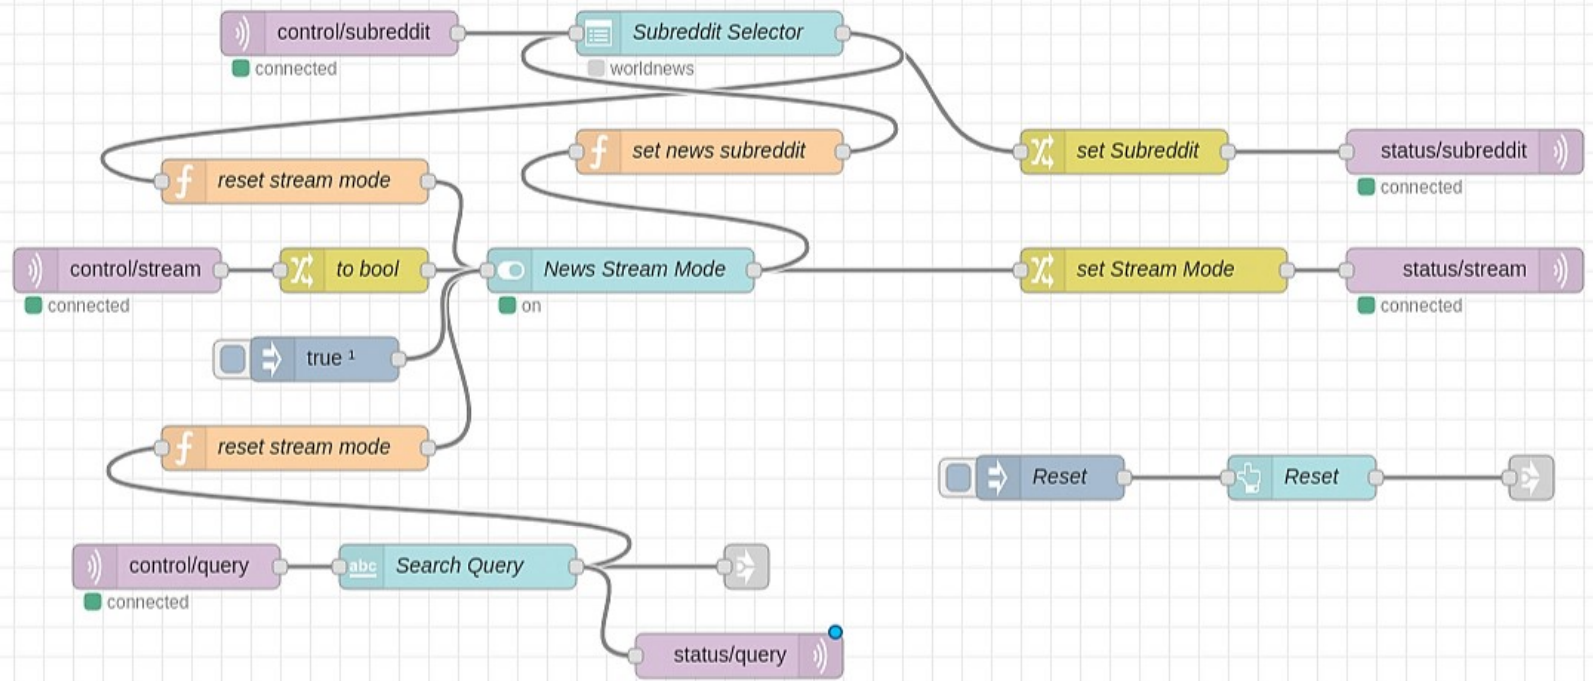 control/subreddit
connected
Subreddit Selector
worldnews
set news subreddit
set Subreddit
status/subreddit
connected
reset stream mode
control/stream
connected
to bool
News Stream Mode
on
set Stream Mode
status/stream
connected
true ¹
reset stream mode
Reset
Reset
control/query
connected
abc
Search Query
status/query